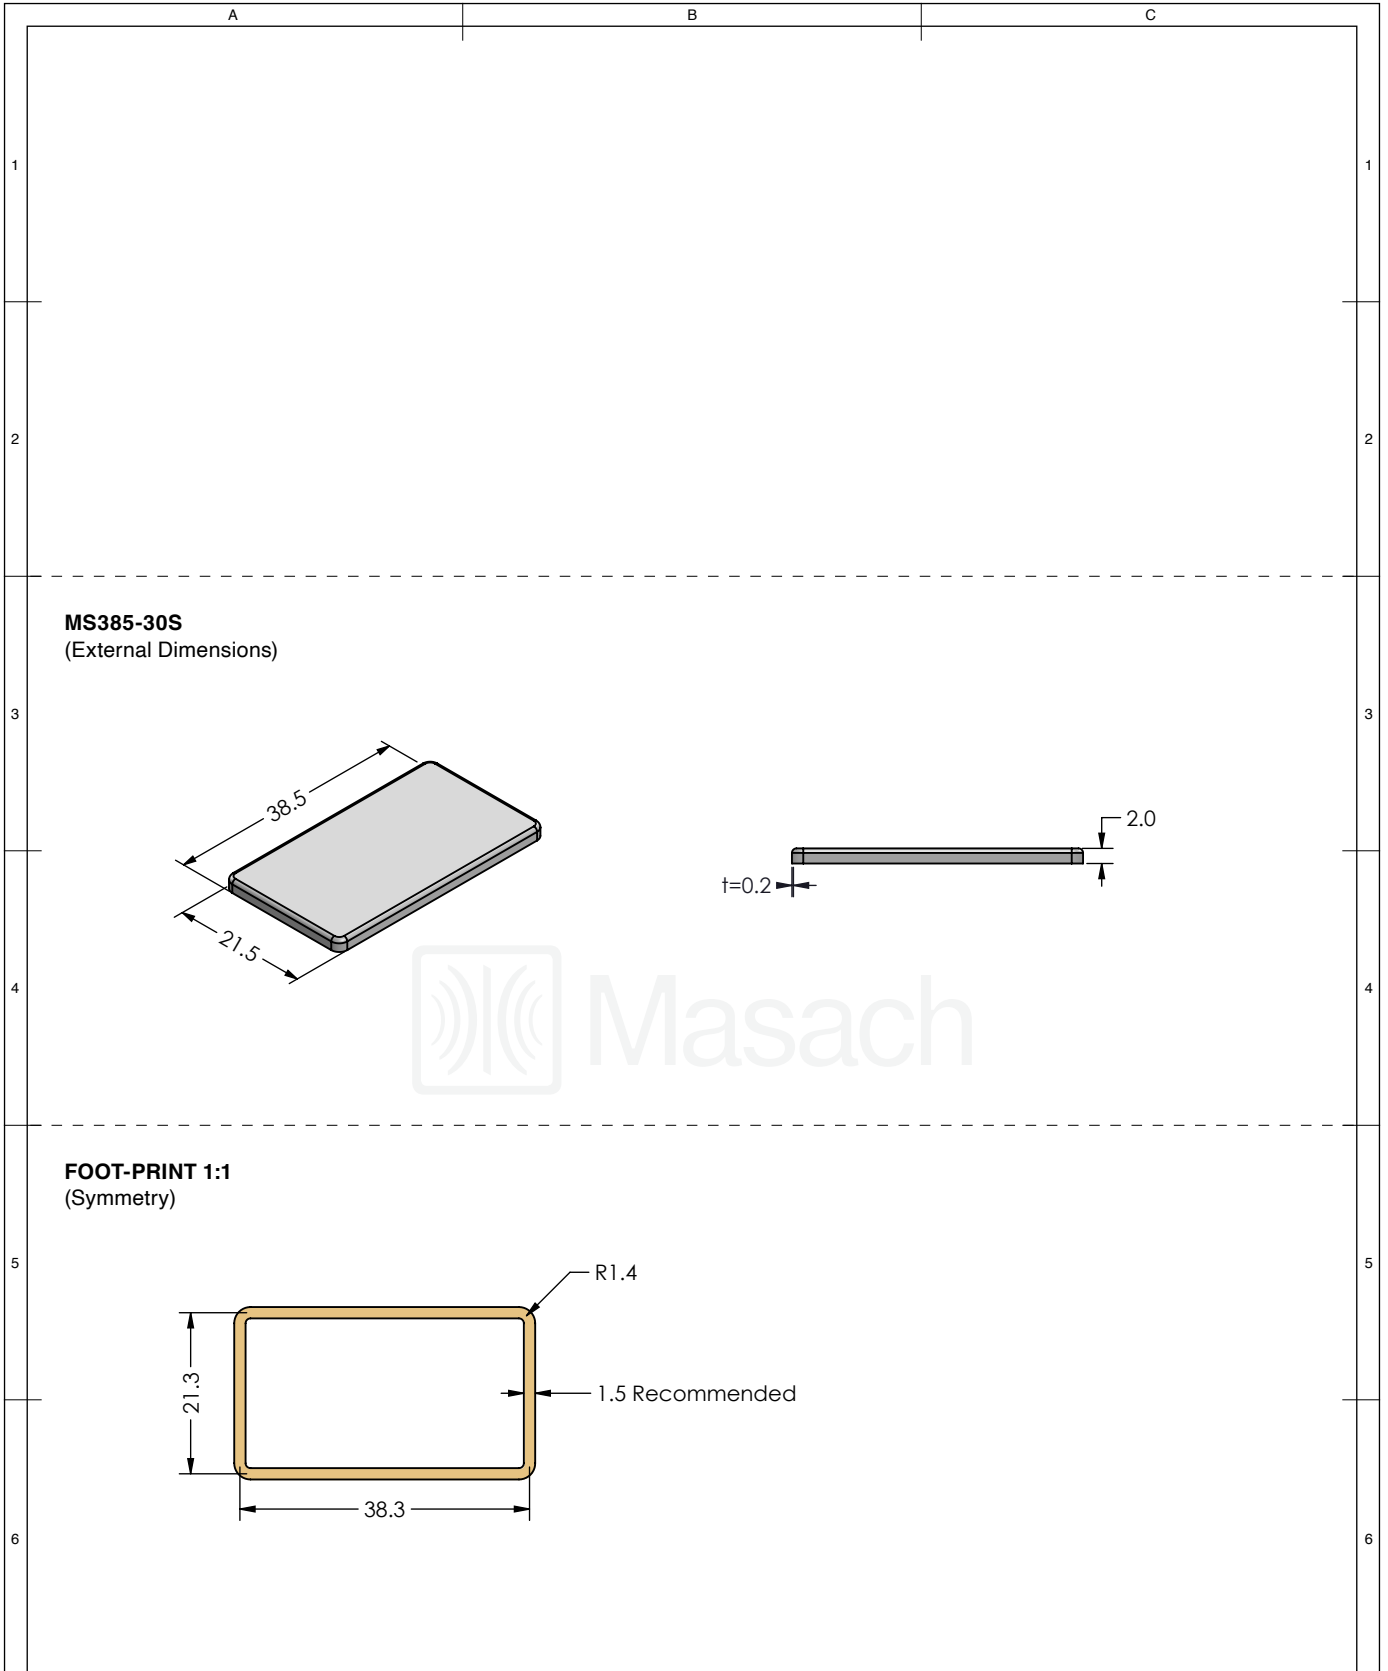 A B C
1 1
2 2
MS385-30S
(External Dimensions)
3 3
38.5
2.0
t=0.2
21.5
4 4
Masach
FOOT-PRINT 1:1
(Symmetry)
5 5
R1.4
21.3
1.5 Recommended
38.3
6 6